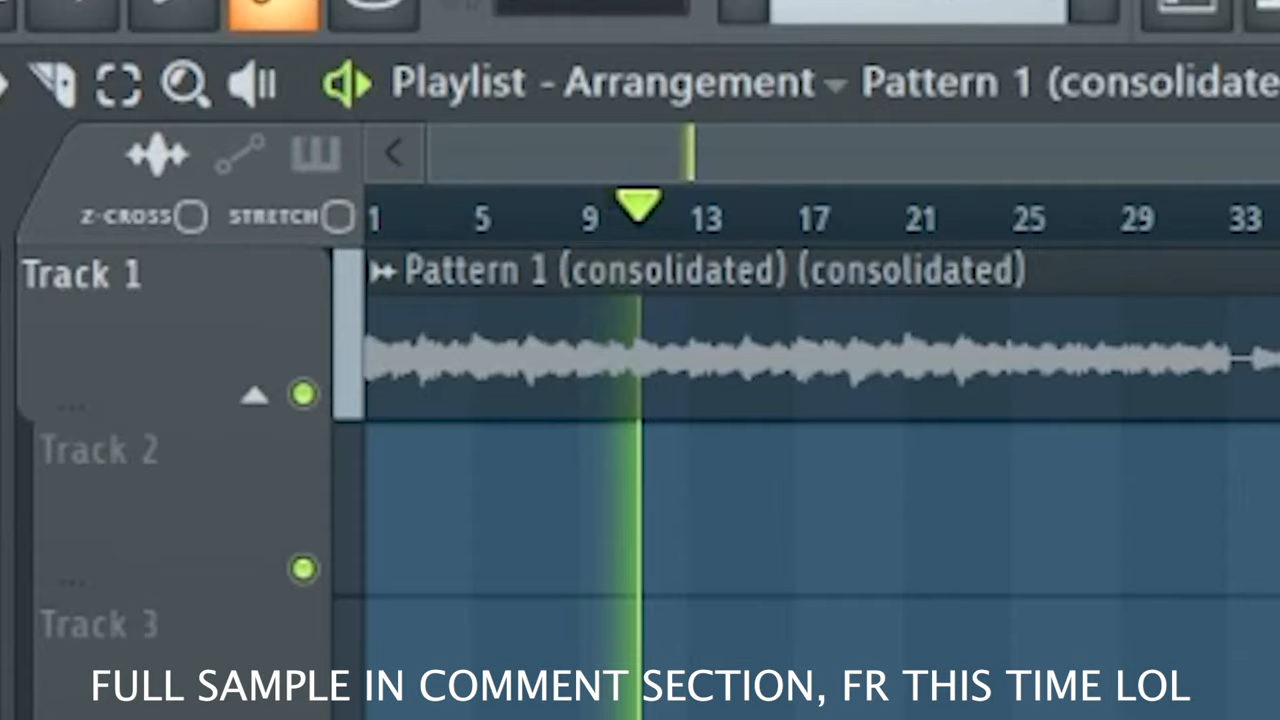 Playlist - Arrangement Pattern 1 (consolidate
Z-CROSS STRETCH 1 5 9 13 17 21 25 29 33
Track 1 Pattern 1 (consolidated) (consolidated)
...
Track 2
...
Track 3
FULL SAMPLE IN COMMENT SECTION, FR THIS TIME LOL